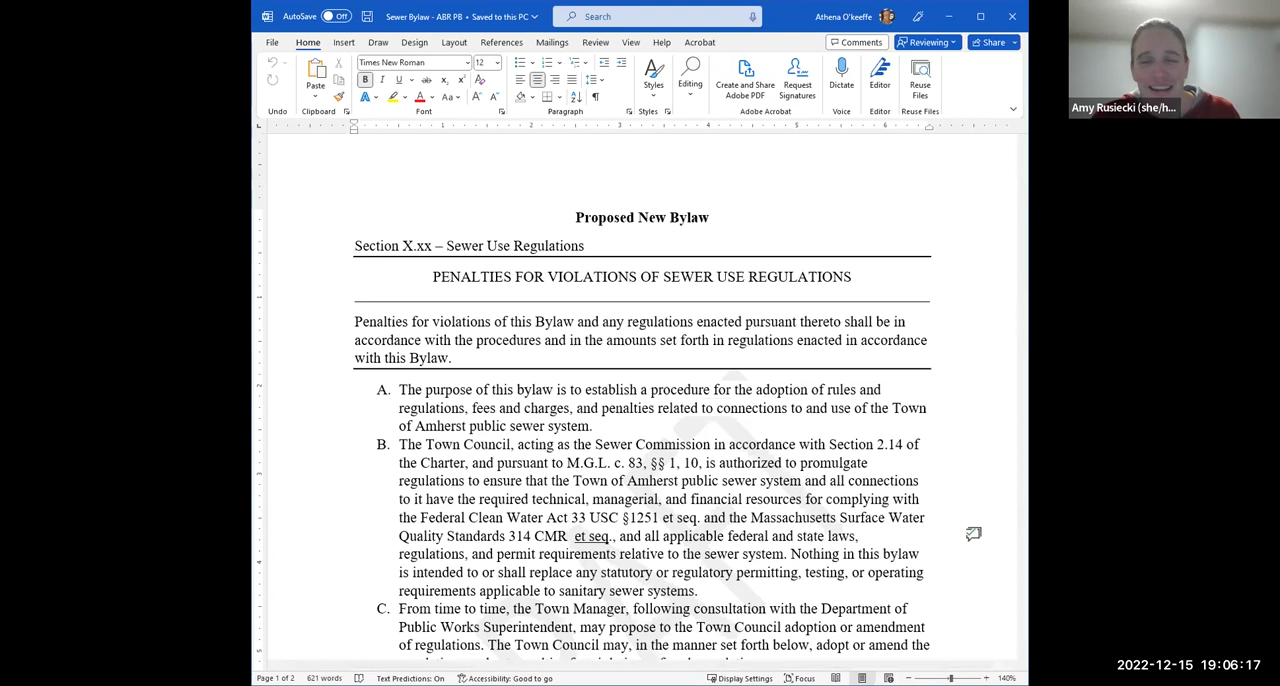 AutoSave Off Sewer Bylaw - ABR PB • Saved to this PC Search Athena O'keeffe
File Home Insert Draw Design Layout References Mailings Review View Help Acrobat Comments Reviewing Share
Times New Roman 12
Paste Styles Editing Create and Share Adobe PDF Request Signatures Dictate Editor Reuse Files
Undo Clipboard Font Paragraph Styles Adobe Acrobat Voice Editor Reuse Files
Amy Rusiecki (she/h...
Proposed New Bylaw
Section X.xx – Sewer Use Regulations
PENALTIES FOR VIOLATIONS OF SEWER USE REGULATIONS
Penalties for violations of this Bylaw and any regulations enacted pursuant thereto shall be in
accordance with the procedures and in the amounts set forth in regulations enacted in accordance
with this Bylaw.
A. The purpose of this bylaw is to establish a procedure for the adoption of rules and
regulations, fees and charges, and penalties related to connections to and use of the Town
of Amherst public sewer system.
B. The Town Council, acting as the Sewer Commission in accordance with Section 2.14 of
the Charter, and pursuant to M.G.L. c. 83, §§ 1, 10, is authorized to promulgate
regulations to ensure that the Town of Amherst public sewer system and all connections
to it have the required technical, managerial, and financial resources for complying with
the Federal Clean Water Act 33 USC §1251 et seq. and the Massachusetts Surface Water
Quality Standards 314 CMR et seq., and all applicable federal and state laws,
regulations, and permit requirements relative to the sewer system. Nothing in this bylaw
is intended to or shall replace any statutory or regulatory permitting, testing, or operating
requirements applicable to sanitary sewer systems.
C. From time to time, the Town Manager, following consultation with the Department of
Public Works Superintendent, may propose to the Town Council adoption or amendment
of regulations. The Town Council may, in the manner set forth below, adopt or amend the
Page 1 of 2 621 words Text Predictions: On Accessibility: Good to go Display Settings Focus 140%
2022-12-15 19:06:17